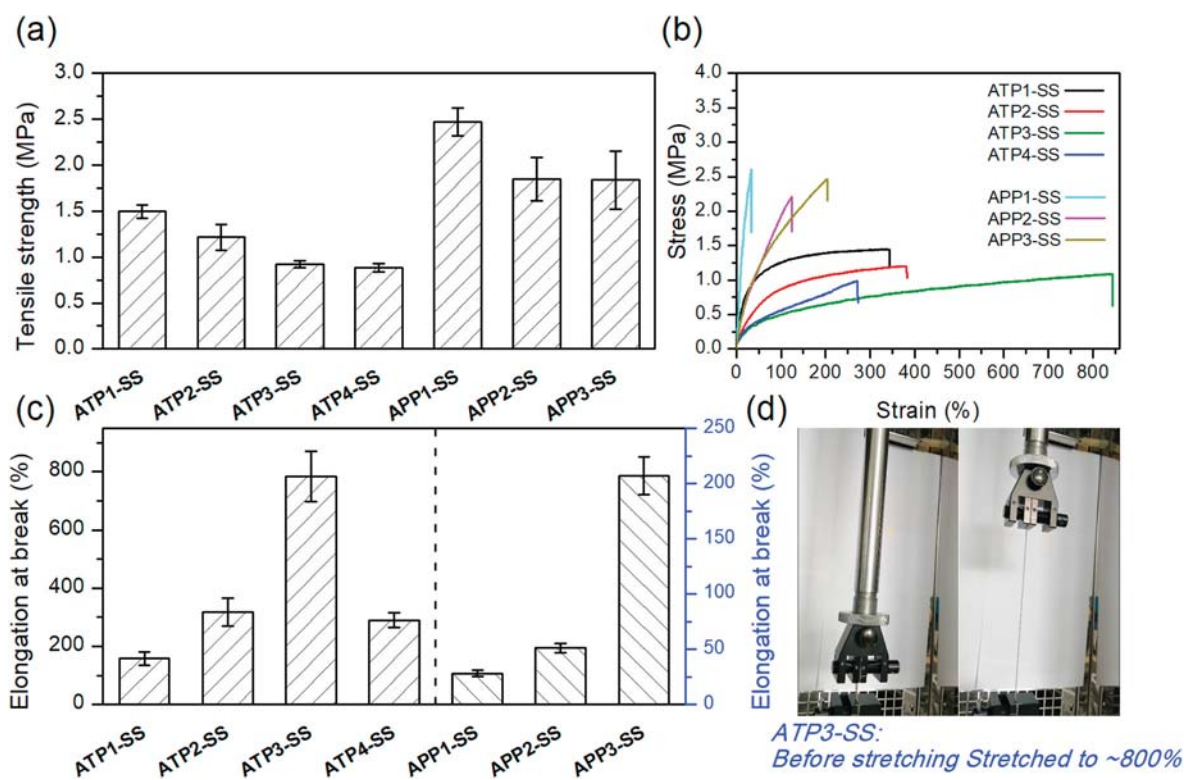 (a)
Tensile strength (MPa)
3.0
2.5
2.0
1.5
1.0
0.5
0.0
ATP1-SS
ATP2-SS
ATP3-SS
ATP4-SS
APP1-SS
APP2-SS
APP3-SS
(b)
Stress (MPa)
4.0
3.5
3.0
2.5
2.0
1.5
1.0
0.5
0.0
ATP1-SS
ATP2-SS
ATP3-SS
ATP4-SS
APP1-SS
APP2-SS
APP3-SS
0 100 200 300 400 500 600 700 800
Strain (%)
(c)
Elongation at break (%)
800
600
400
200
0
250
200
150
100
50
0
Elongation at break (%)
ATP1-SS
ATP2-SS
ATP3-SS
ATP4-SS
APP1-SS
APP2-SS
APP3-SS
(d)
ATP3-SS:
Before stretching Stretched to ~800%